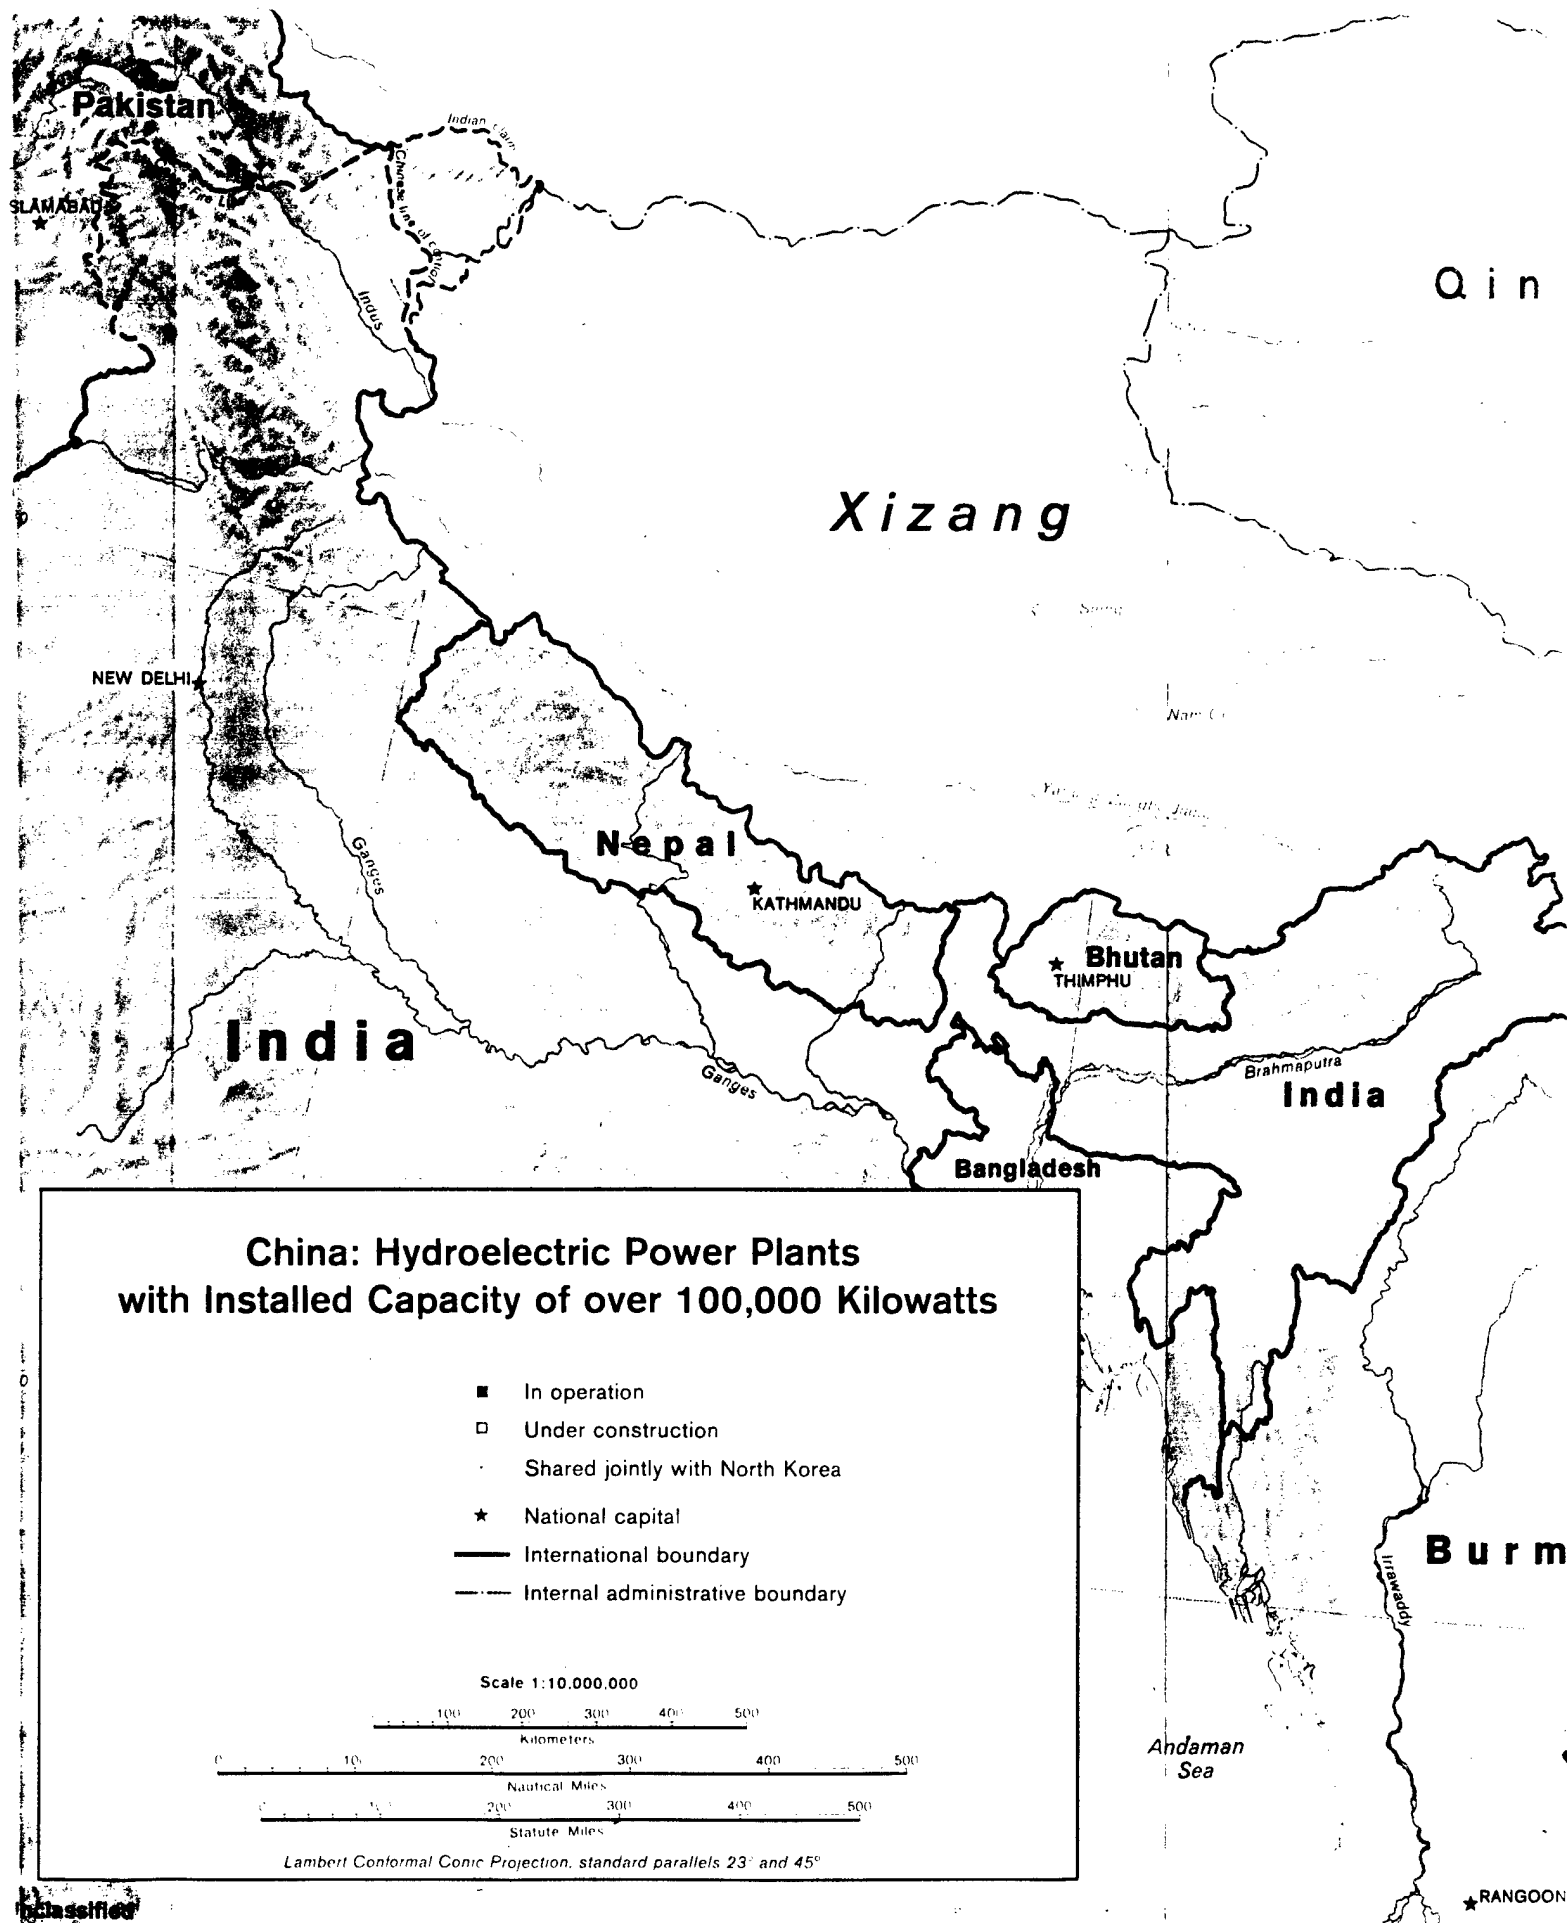 Pakistan
Indian claim
Chinese line of control
SLAMABAD
Indus
Qin
Xizang
NEW DELHI
Nam
Nepal
Ganges
KATHMANDU
Bhutan
THIMPHU
India
Ganges
Brahmaputra
India
Bangladesh
China: Hydroelectric Power Plants
with Installed Capacity of over 100,000 Kilowatts
In operation
Under construction
Shared jointly with North Korea
National capital
International boundary
Internal administrative boundary
Scale 1:10,000,000
100 200 300 400 500
Kilometers
0 200 300 400 500
Nautical Miles
0 200 300 400 500
Statute Miles
Lambert Conformal Conic Projection, standard parallels 23° and 45°
Burm
Irrawaddy
Andaman
Sea
RANGOON
nclassified